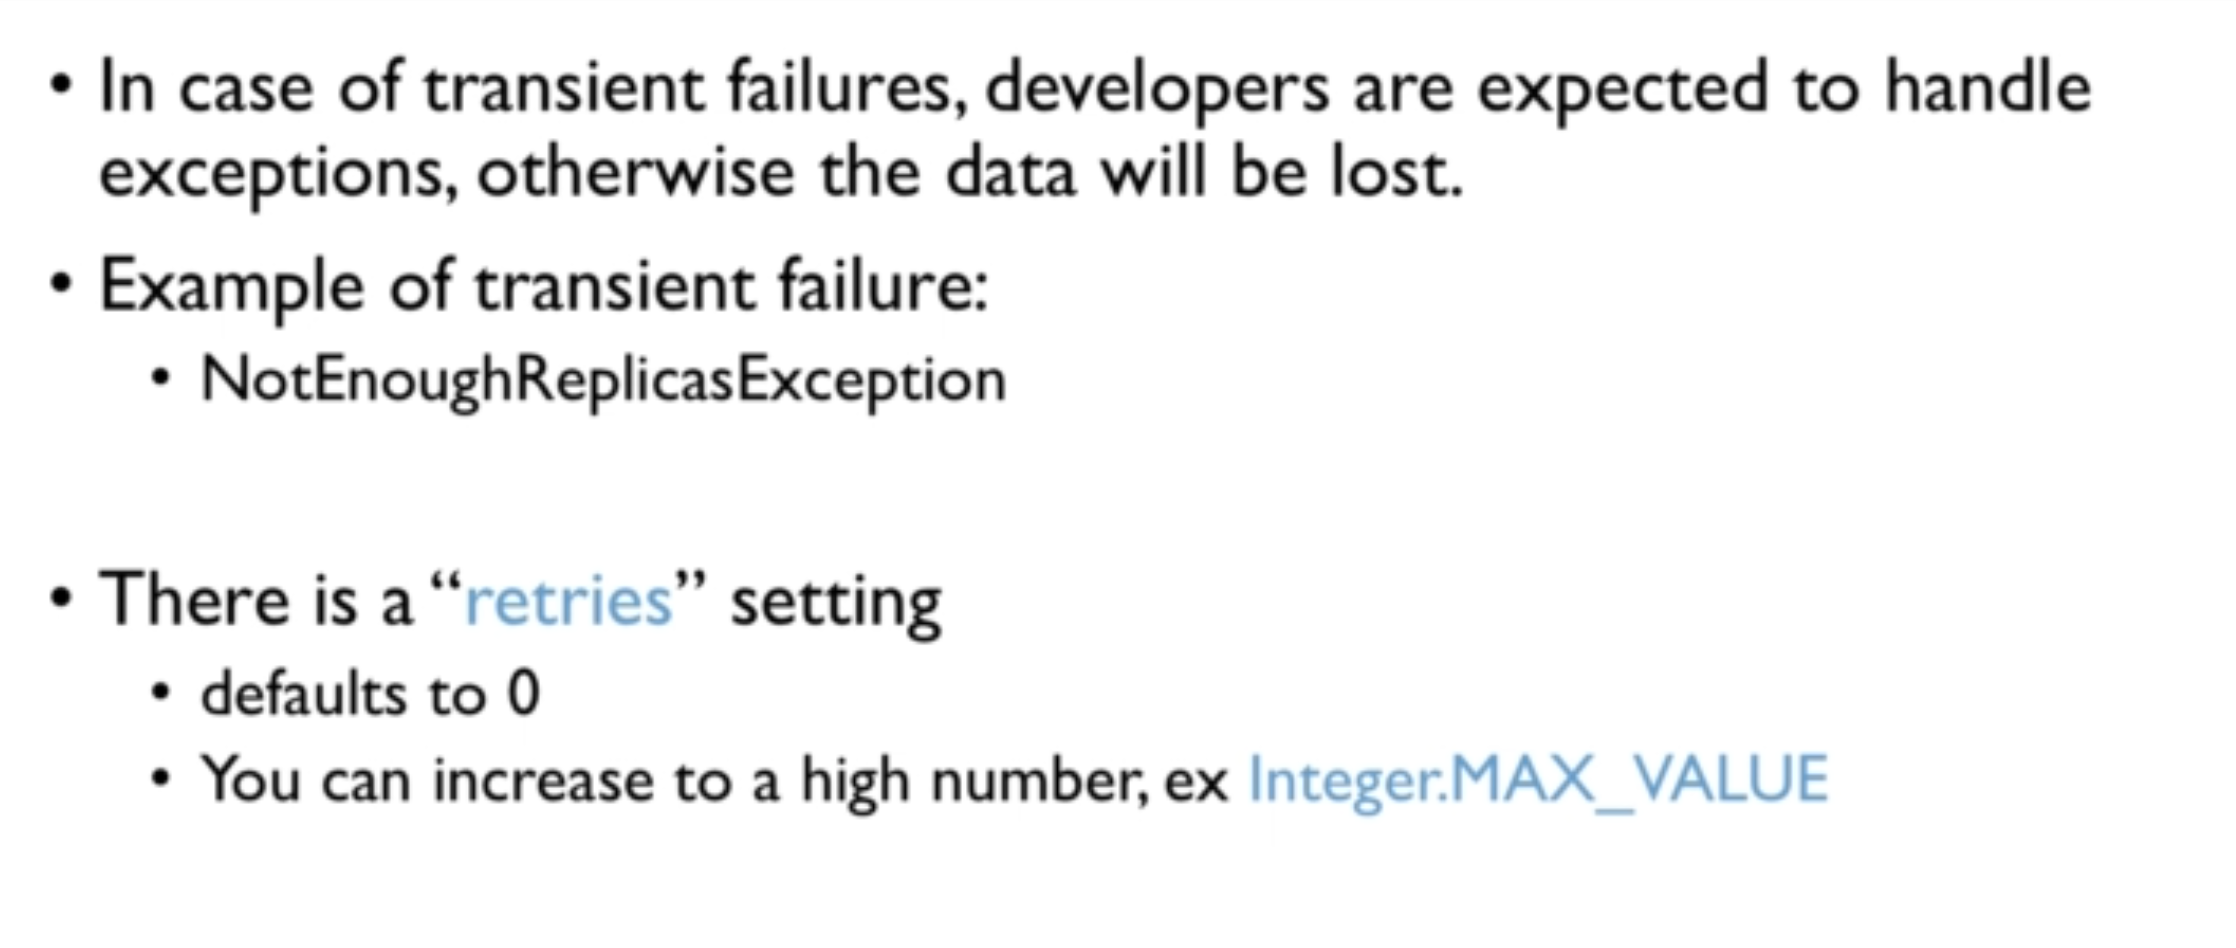 • In case of transient failures, developers are expected to handle
exceptions, otherwise the data will be lost.
• Example of transient failure:
• NotEnoughReplicasException
• There is a “retries” setting
• defaults to 0
• You can increase to a high number, ex Integer.MAX_VALUE